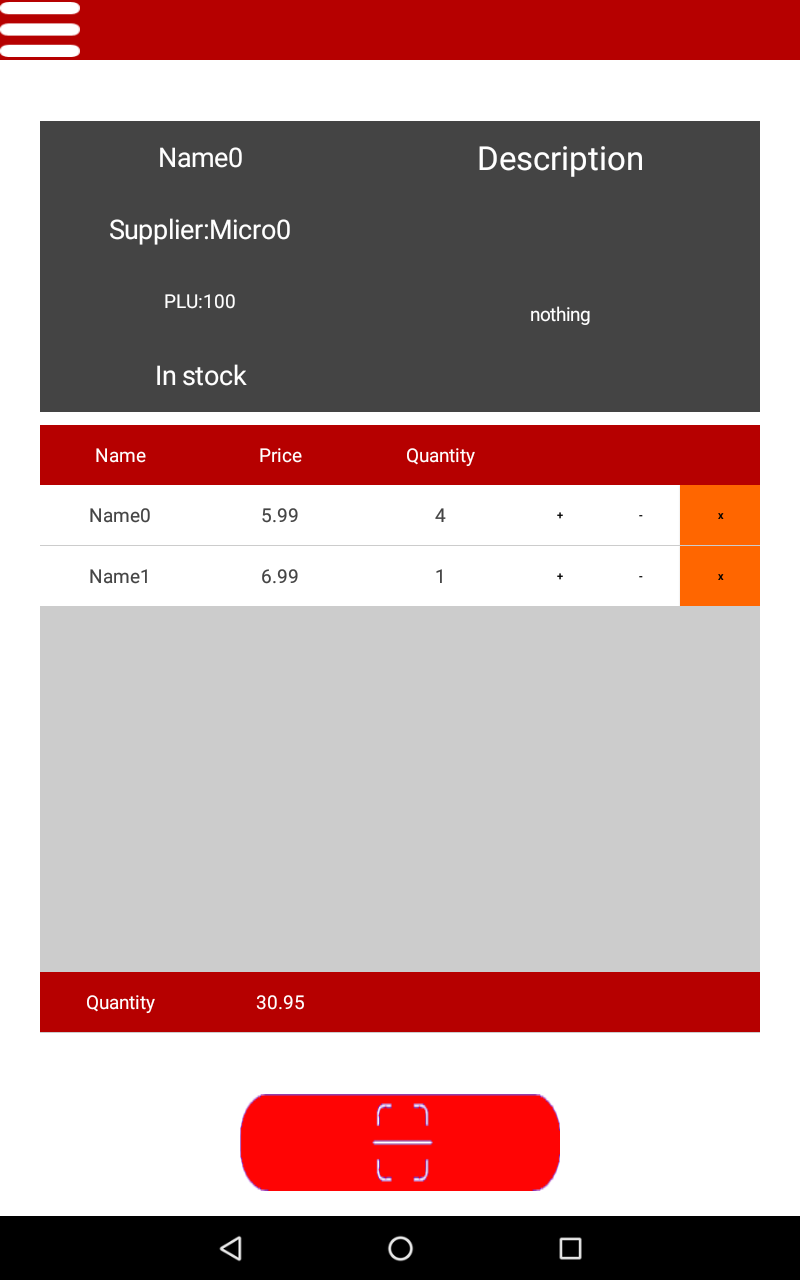 Name0
Description
Supplier:Micro0
PLU:100
nothing
In stock
Name Price Quantity
Name0 5.99 4 + - x
Name1 6.99 1 + - x
Quantity 30.95